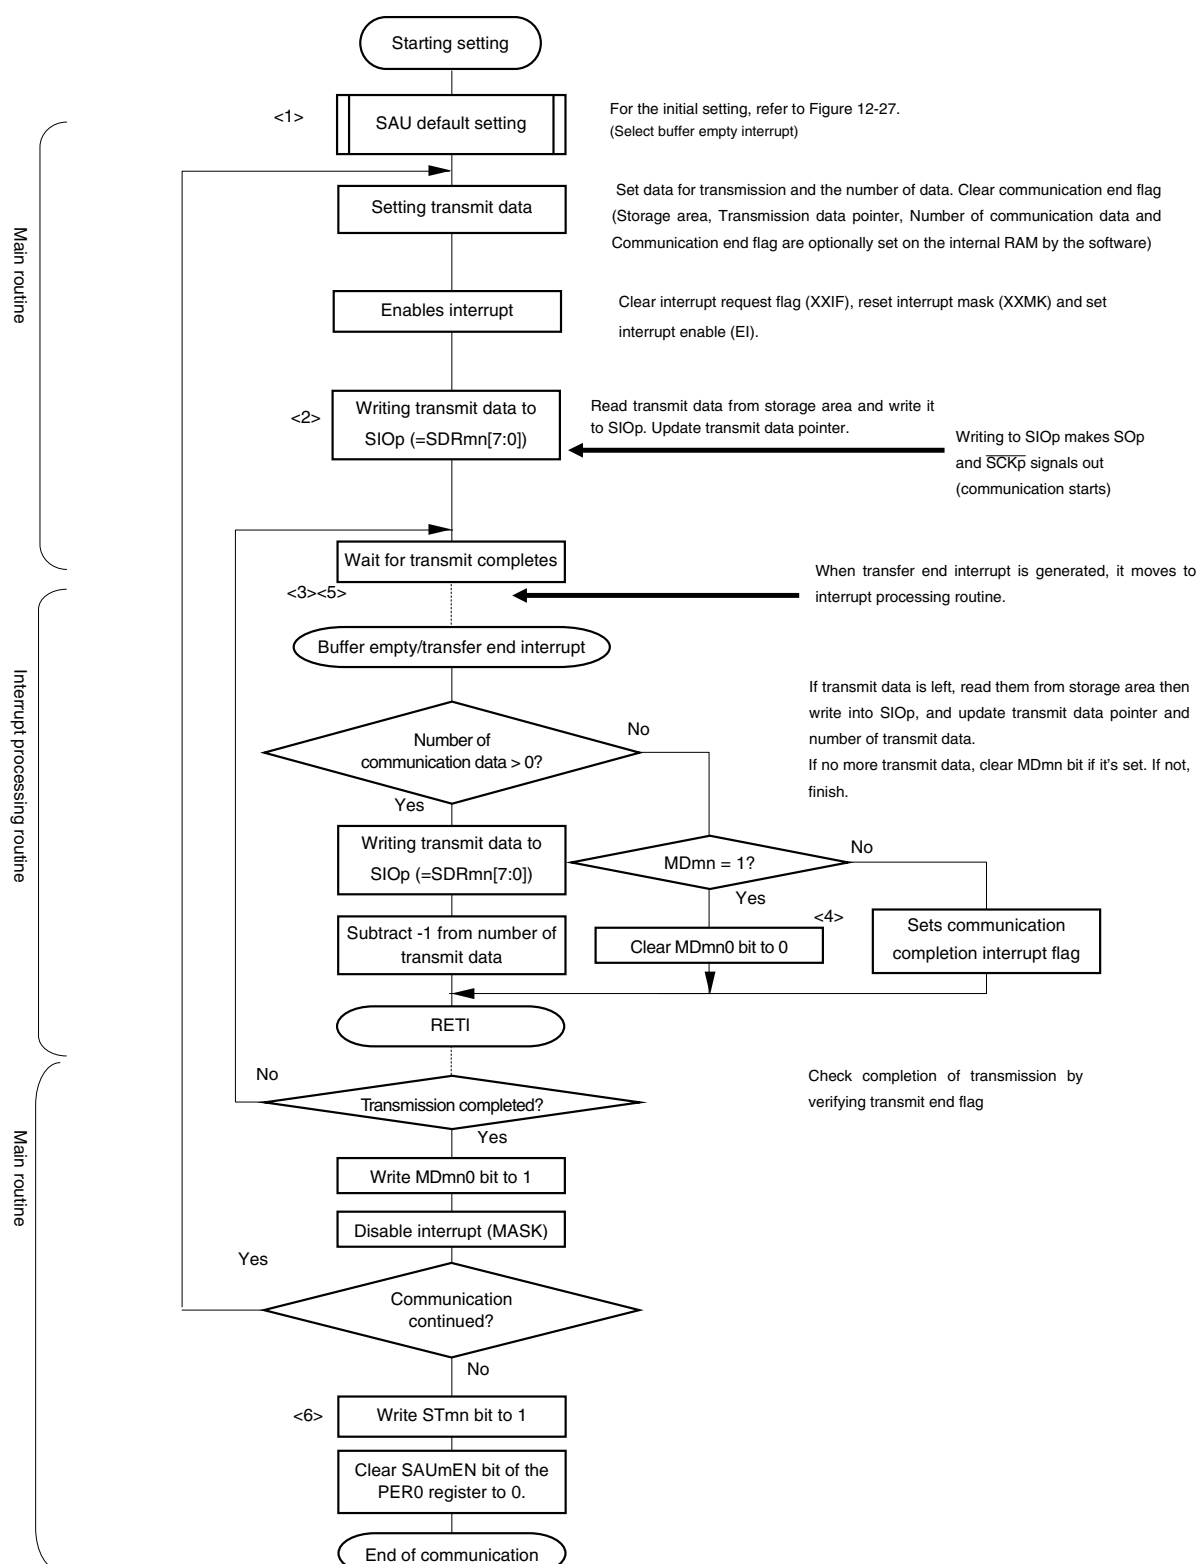 Starting setting
<1>
SAU default setting
For the initial setting, refer to Figure 12-27.
(Select buffer empty interrupt)
Main routine
Setting transmit data
Set data for transmission and the number of data. Clear communication end flag
(Storage area, Transmission data pointer, Number of communication data and
Communication end flag are optionally set on the internal RAM by the software)
Enables interrupt
Clear interrupt request flag (XXIF), reset interrupt mask (XXMK) and set
interrupt enable (EI).
<2>
Writing transmit data to
SIOp (=SDRmn[7:0])
Read transmit data from storage area and write it
to SIOp. Update transmit data pointer.
Writing to SIOp makes SOp
and SCKp signals out
(communication starts)
Wait for transmit completes
<3><5>
When transfer end interrupt is generated, it moves to
interrupt processing routine.
Interrupt processing routine
Buffer empty/transfer end interrupt
If transmit data is left, read them from storage area then
write into SIOp, and update transmit data pointer and
number of transmit data.
If no more transmit data, clear MDmn bit if it's set. If not,
finish.
Number of
communication data > 0?
No
Yes
Writing transmit data to
SIOp (=SDRmn[7:0])
MDmn = 1?
No
Yes
<4>
Subtract -1 from number of
transmit data
Clear MDmn0 bit to 0
Sets communication
completion interrupt flag
RETI
Main routine
No
Transmission completed?
Yes
Check completion of transmission by
verifying transmit end flag
Write MDmn0 bit to 1
Disable interrupt (MASK)
Yes
Communication
continued?
No
<6>
Write STmn bit to 1
Clear SAUmEN bit of the
PER0 register to 0.
End of communication